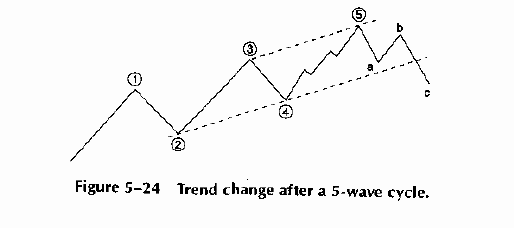 ⑤
b
③
①
a
c
④
②
Figure 5–24 Trend change after a 5-wave cycle.